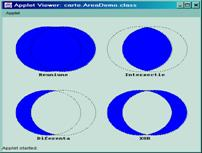 Applet Viewer: carte.AreaDemo.class
Applet
Reuniune
Intersectie
Diferenta
XOR
Applet started.